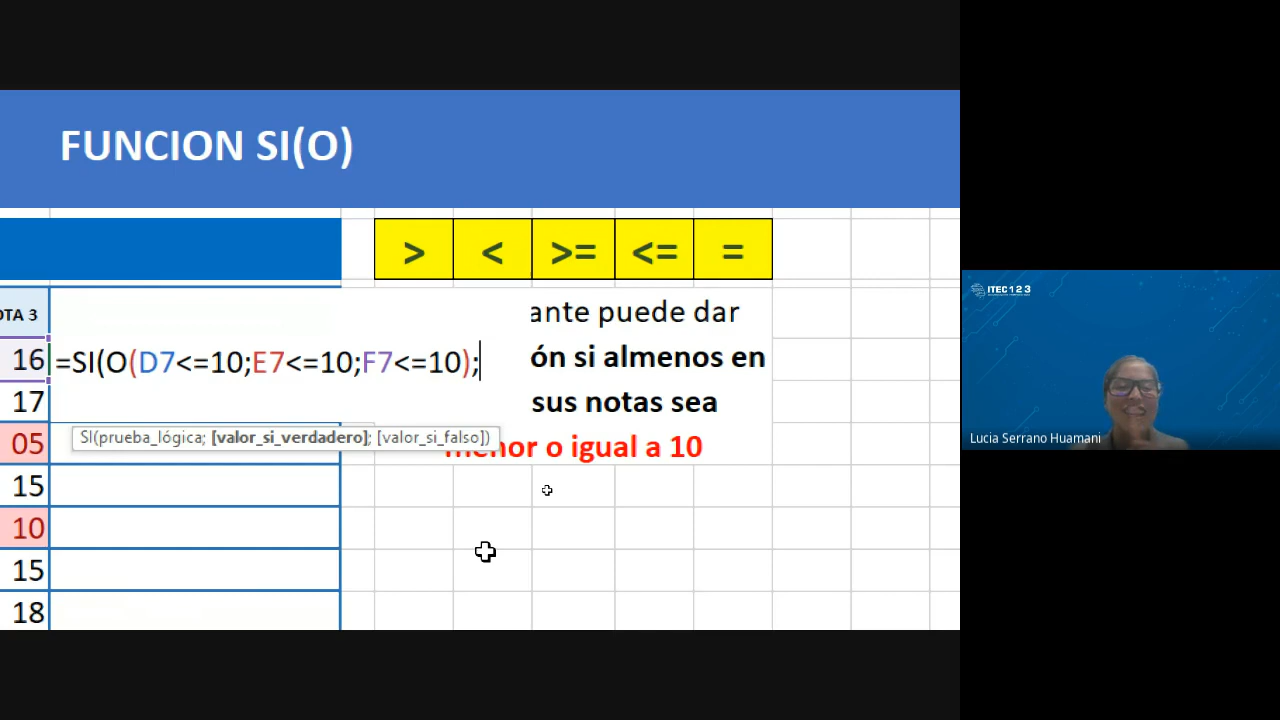 FUNCION SI(O)
> < >= <= =
OTA 3
ante puede dar
16 =SI(O(D7<=10;E7<=10;F7<=10);
ón si almenos en
17
sus notas sea
SI(prueba_lógica; [valor_si_verdadero]; [valor_si_falso])
05
menor o igual a 10
15
10
15
18
ITEC 1 2 3
Lucia Serrano Huamani